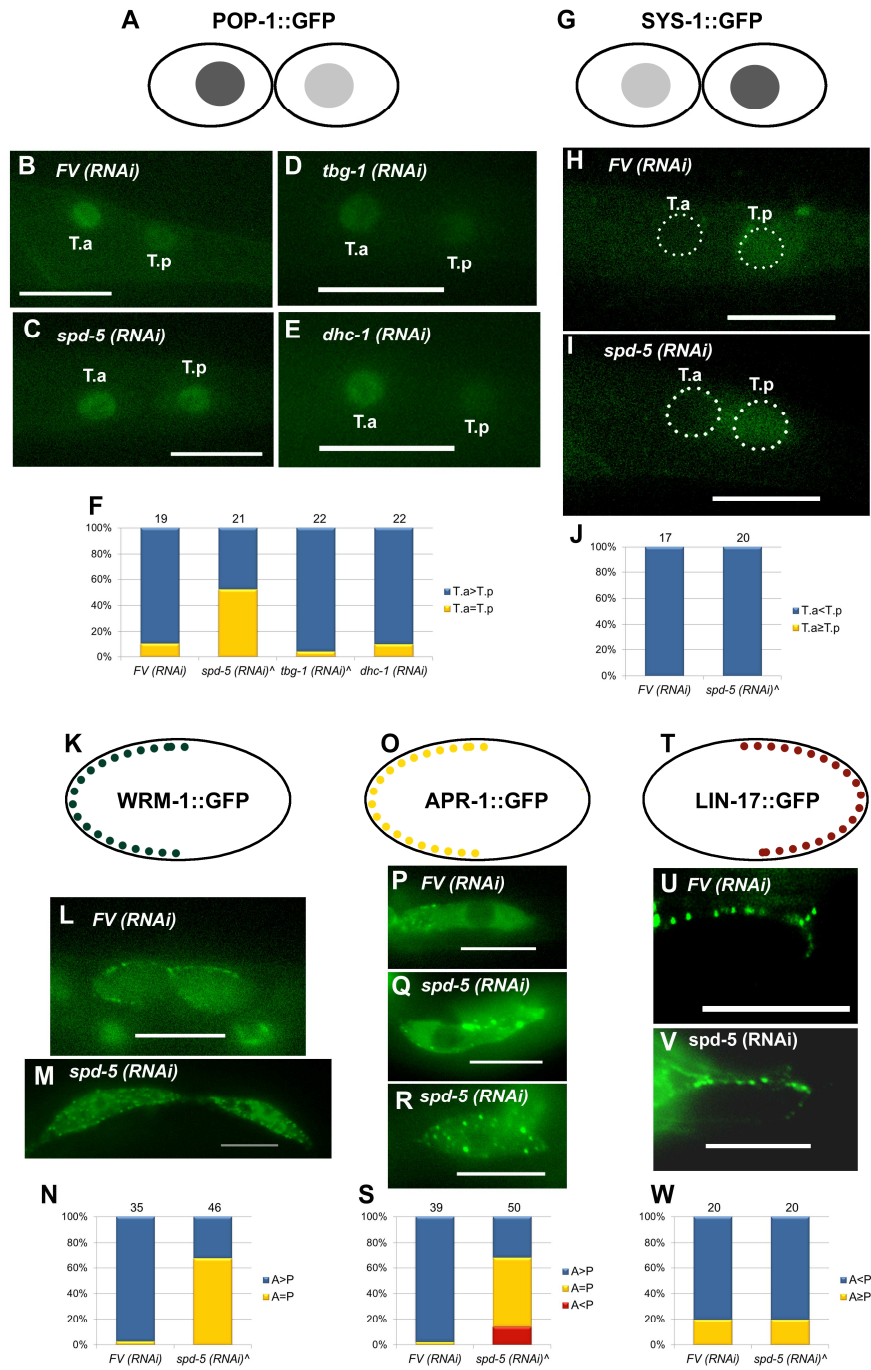 A POP-1::GFP
G SYS-1::GFP
B FV (RNAi)
T.a
T.p
D tbg-1 (RNAi)
T.a
T.p
H FV (RNAi)
T.a
T.p
C spd-5 (RNAi)
T.a
T.p
E dhc-1 (RNAi)
T.a
T.p
I spd-5 (RNAi)
T.a
T.p
F
19 21 22 22
100%
80%
60%
40%
20%
0%
FV (RNAi) spd-5 (RNAi)^ tbg-1 (RNAi)^ dhc-1 (RNAi)
T.a>T.p
T.a=T.p
J
17 20
100%
80%
60%
40%
20%
0%
FV (RNAi) spd-5 (RNAi)^
T.a<T.p
T.a≥T.p
K
WRM-1::GFP
O
APR-1::GFP
T
LIN-17::GFP
L FV (RNAi)
M spd-5 (RNAi)
P FV (RNAi)
Q spd-5 (RNAi)
R spd-5 (RNAi)
U FV (RNAi)
V spd-5 (RNAi)
N
35 46
100%
80%
60%
40%
20%
0%
FV (RNAi) spd-5 (RNAi)^
A>P
A=P
S
39 50
100%
80%
60%
40%
20%
0%
FV (RNAi) spd-5 (RNAi)^
A>P
A=P
A<P
W
20 20
100%
80%
60%
40%
20%
0%
FV (RNAi) spd-5 (RNAi)^
A<P
A≥P